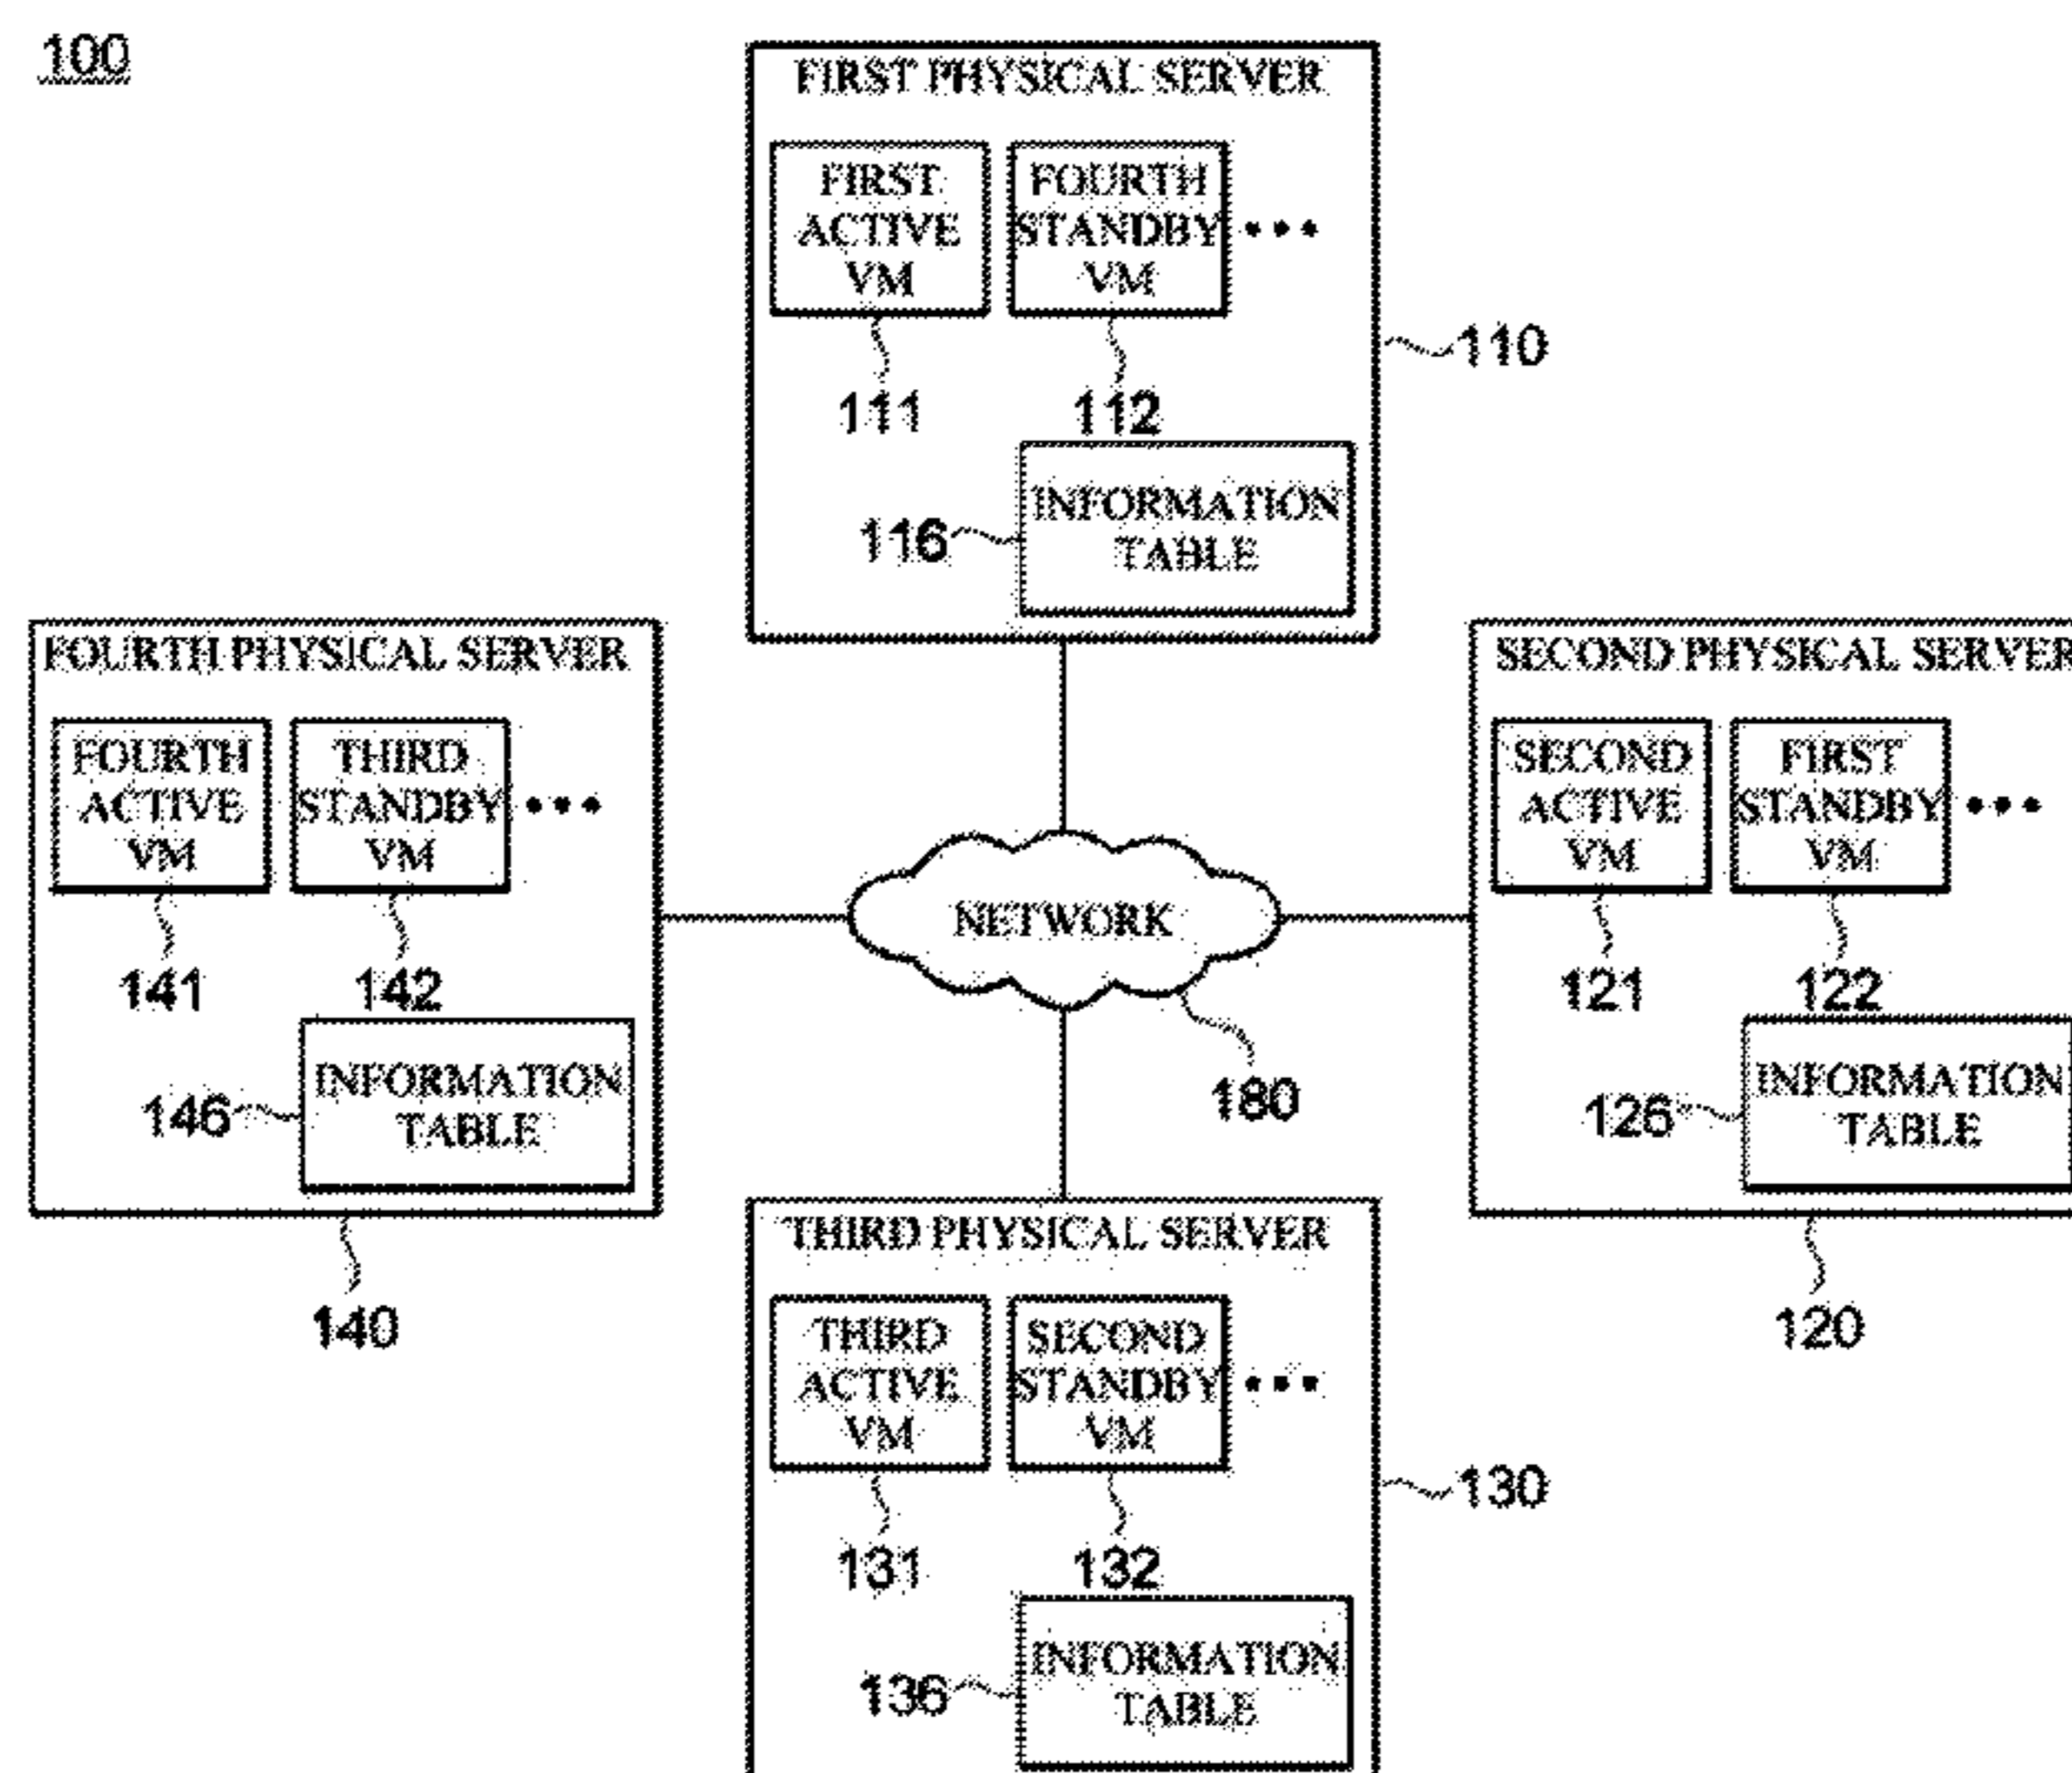 100
FIRST PHYSICAL SERVER
FIRST
ACTIVE
VM
FOURTH
STANDBY
VM
110
111
112
116
INFORMATION
TABLE
FOURTH PHYSICAL SERVER
FOURTH
ACTIVE
VM
THIRD
STANDBY
VM
141
142
146
INFORMATION
TABLE
140
NETWORK
180
SECOND PHYSICAL SERVER
SECOND
ACTIVE
VM
FIRST
STANDBY
VM
121
122
126
INFORMATION
TABLE
120
THIRD PHYSICAL SERVER
THIRD
ACTIVE
VM
SECOND
STANDBY
VM
130
131
132
136
INFORMATION
TABLE